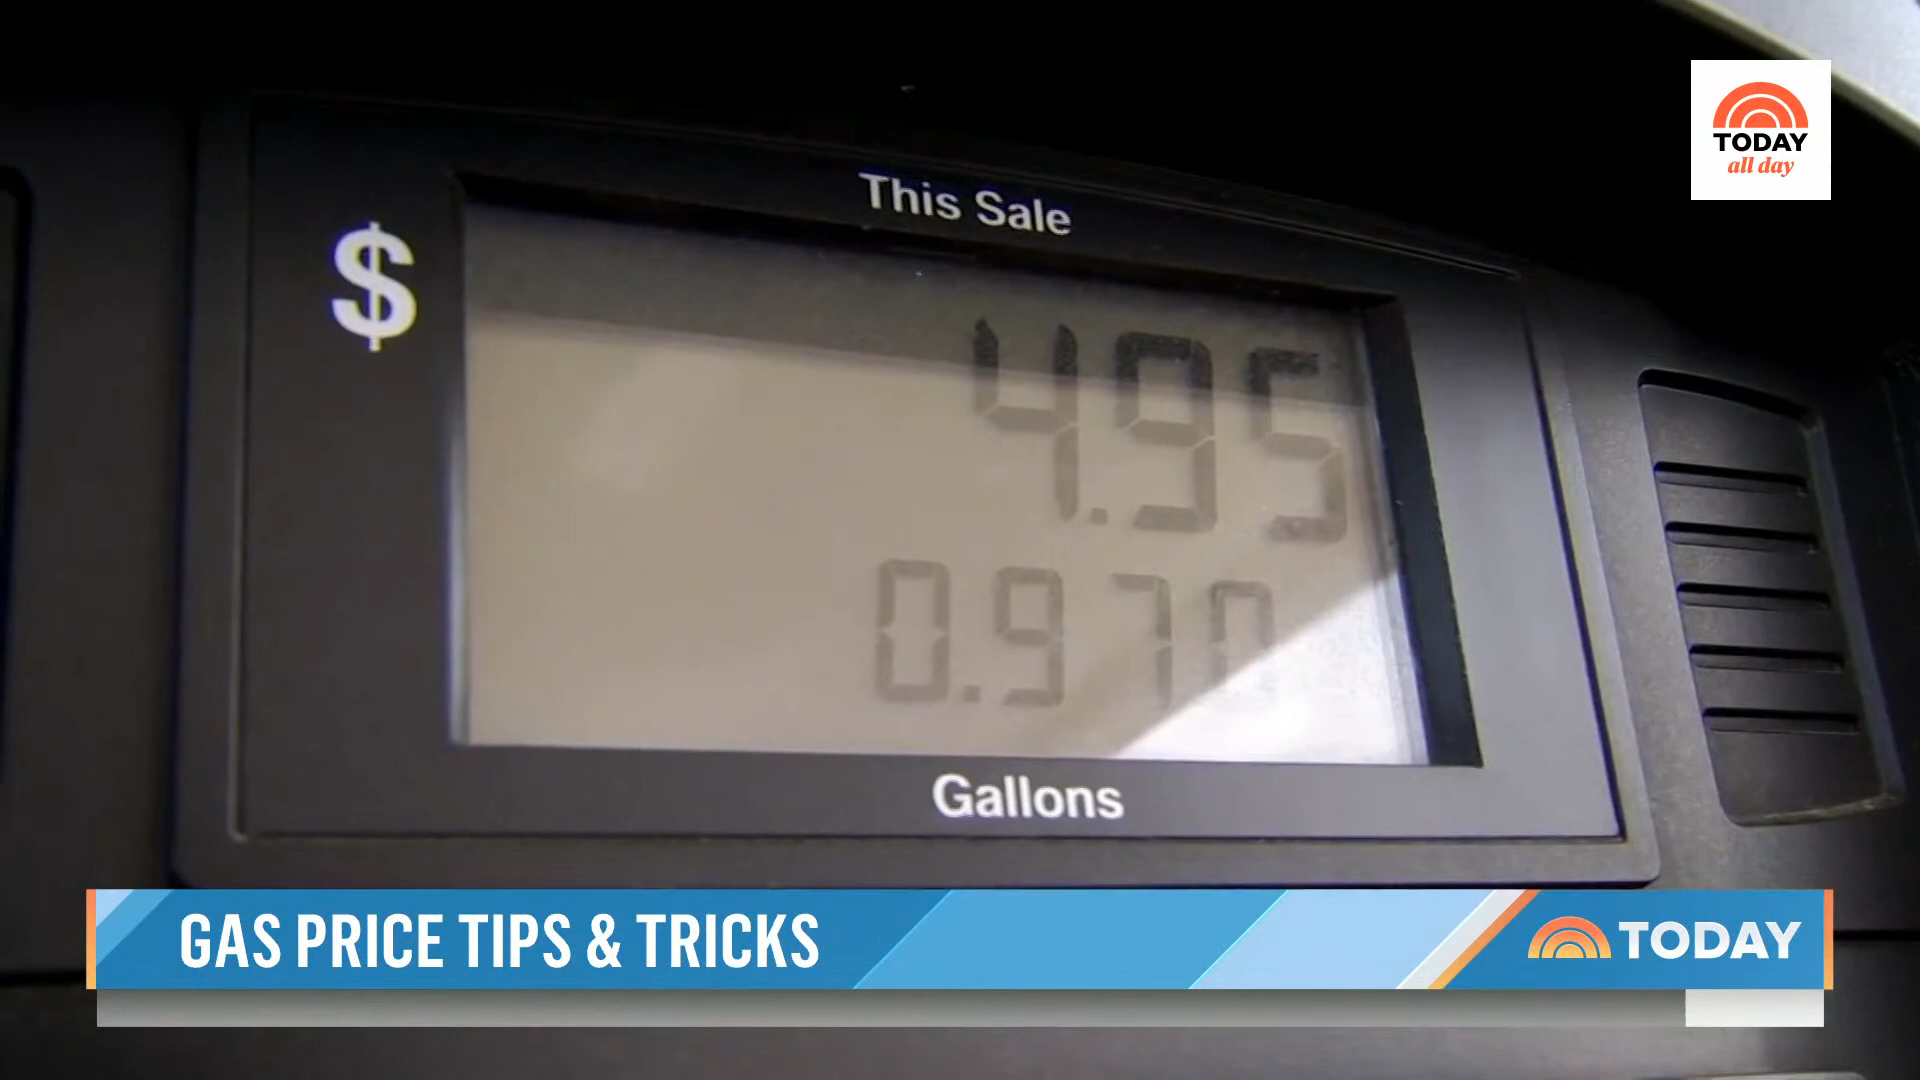 TODAY
all day
This Sale
$
4.95
0.970
Gallons
GAS PRICE TIPS & TRICKS
TODAY